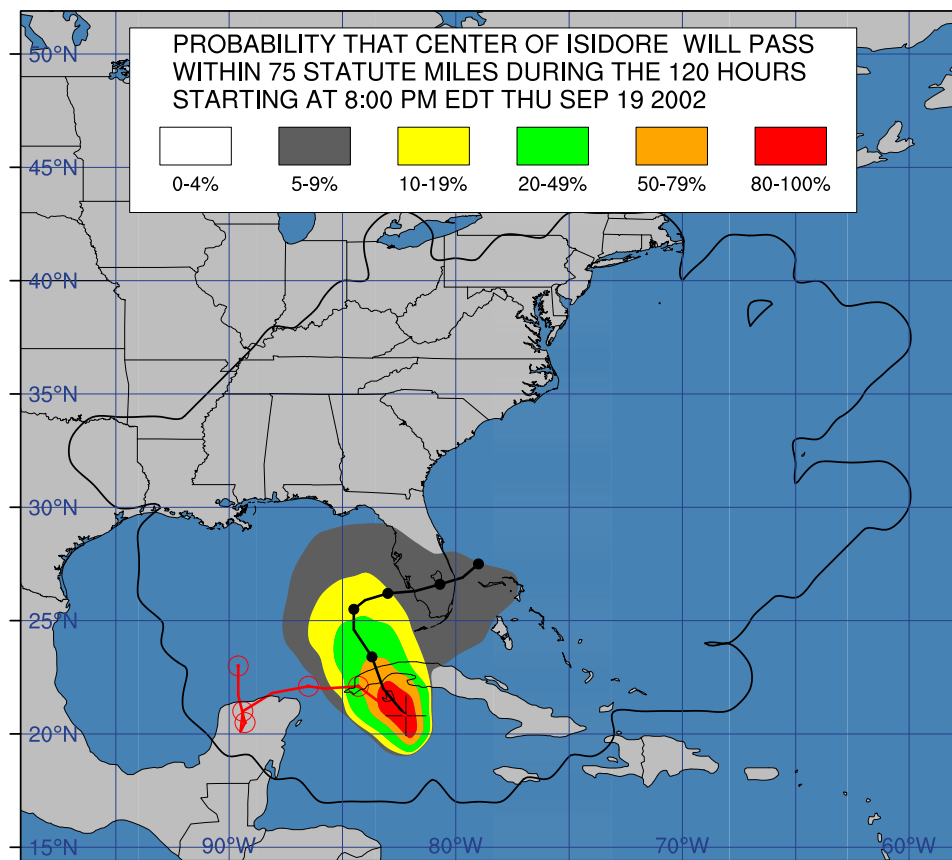 PROBABILITY THAT CENTER OF ISIDORE WILL PASS
WITHIN 75 STATUTE MILES DURING THE 120 HOURS
STARTING AT 8:00 PM EDT THU SEP 19 2002
0-4% 5-9% 10-19% 20-49% 50-79% 80-100%
50°N
45°N
40°N
35°N
30°N
25°N
20°N
15°N
90°W 80°W 70°W 60°W